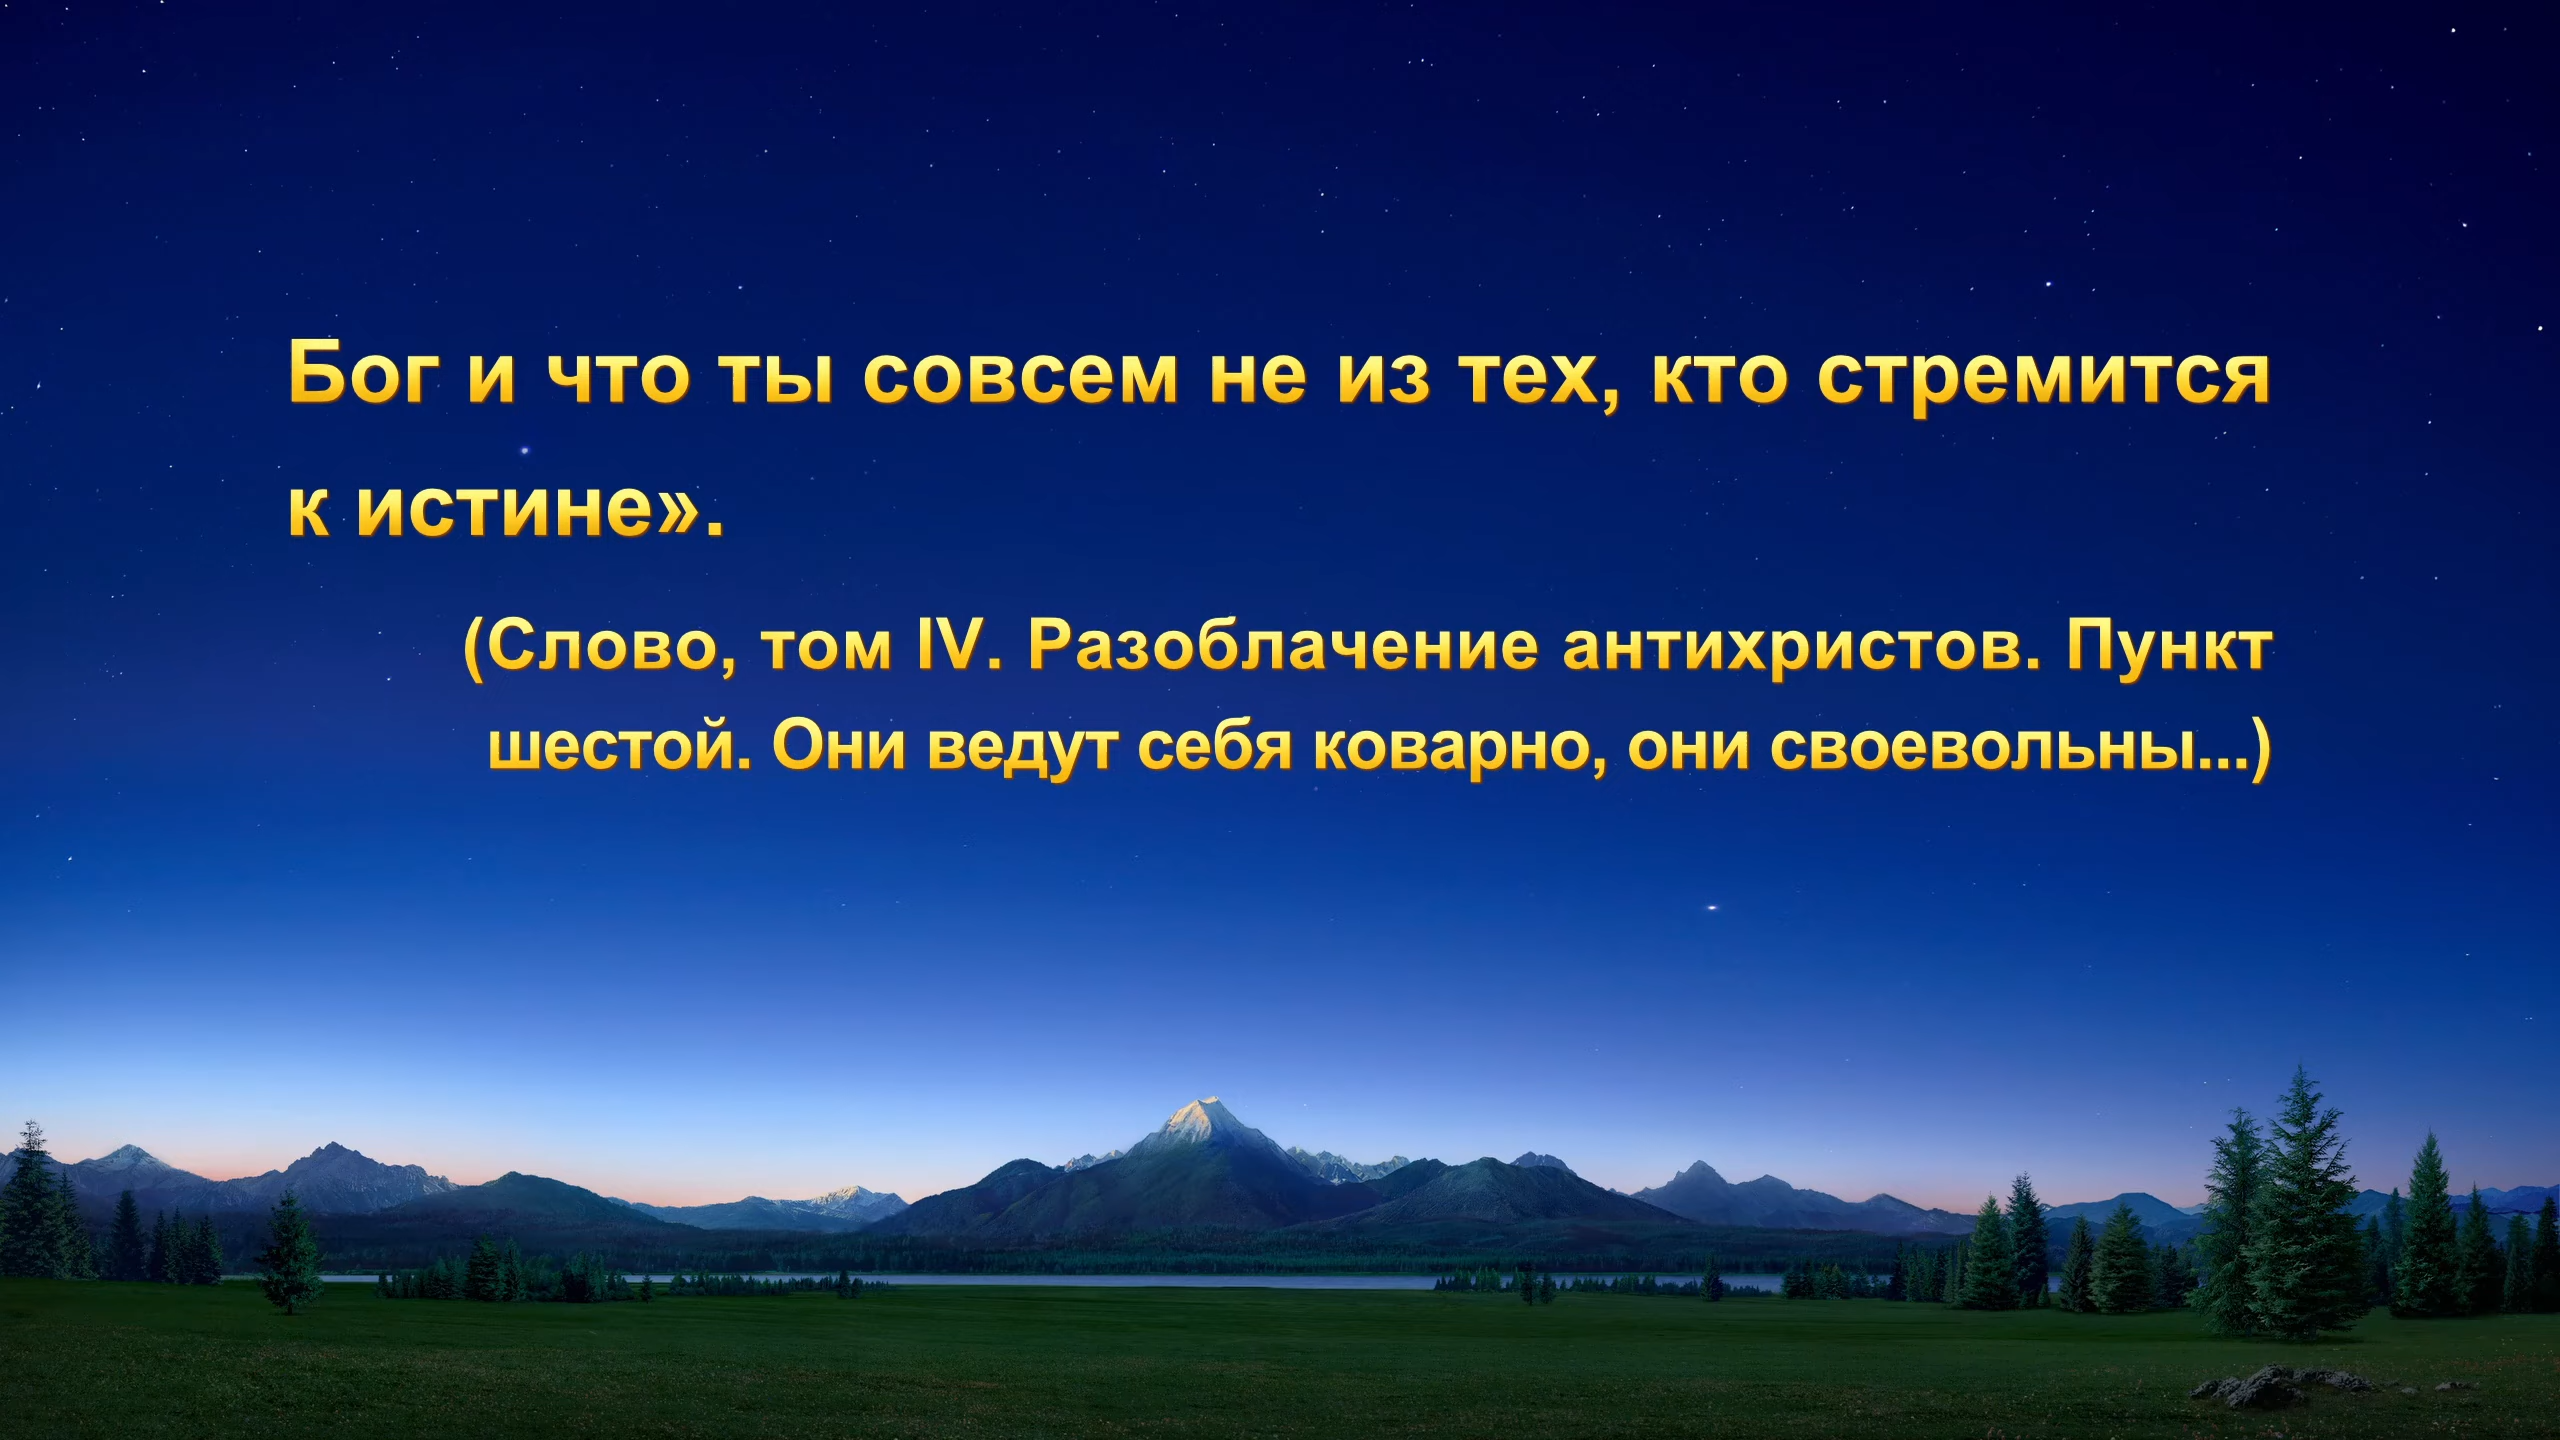 Бог и что ты совсем не из тех, кто стремится
к истине».
(Слово, том IV. Разоблачение антихристов. Пункт
шестой. Они ведут себя коварно, они своевольны...)